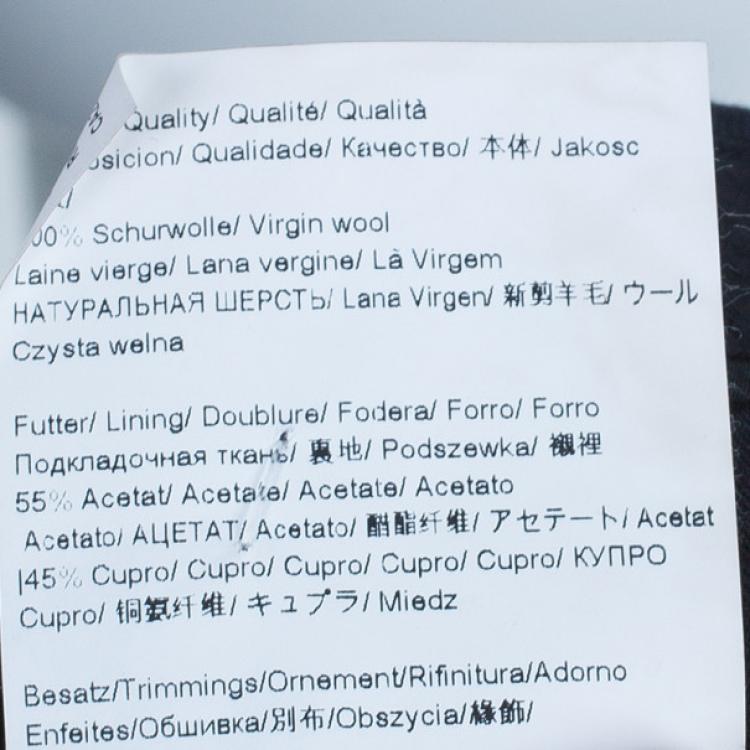 Quality/ Qualité/ Qualità
osicion/ Qualidade/ Качество/ 本体/ Jakosc
00% Schurwolle/ Virgin wool
Laine vierge/ Lana vergine/ Là Virgem
НАТУРАЛЬНАЯ ШЕРСТЬ/ Lana Virgen/ 新剪羊毛/ ウール
Czysta welna
Futter/ Lining/ Doublure/ Fodera/ Forro/ Forro
Подкладочная ткань/ 裏地/ Podszewka/ 襯裡
55% Acetat/ Acetate/ Acetate/ Acetato
Acetato/ АЦЕТАТ/ Acetato/ 醋酯纤维/ アセテート/ Acetat
|45% Cupro/ Cupro/ Cupro/ Cupro/ Cupro/ КУПРО
Cupro/ 铜氨纤维/ キュプラ/ Miedz
Besatz/Trimmings/Ornement/Rifinitura/Adorno
Enfeites/Обшивка/別布/Obszycia/緣飾/